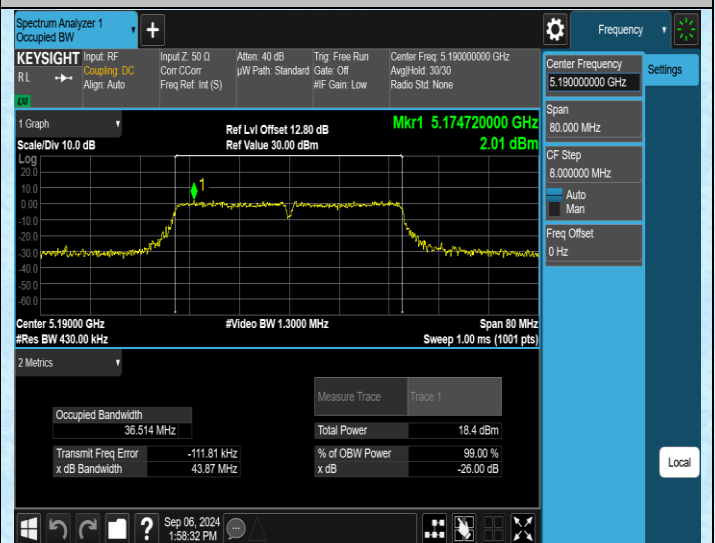 Spectrum Analyzer 1
Occupied BW
Frequency
KEYSIGHT
RL
LM
Input: RF
Coupling: DC
Align: Auto
Input Z: 50 Ω
Corr CCorr
Freq Ref: Int (S)
Atten: 40 dB
µW Path: Standard
Trig: Free Run
Gate: Off
#IF Gain: Low
Center Freq: 5.190000000 GHz
Avg|Hold: 30/30
Radio Std: None
Center Frequency
5.190000000 GHz
Settings
Span
80.000 MHz
CF Step
8.000000 MHz
Auto
Man
Freq Offset
0 Hz
1 Graph
Scale/Div 10.0 dB
Ref Lvl Offset 12.80 dB
Ref Value 30.00 dBm
Mkr1 5.174720000 GHz
2.01 dBm
Log
20.0
10.0
0.00
-10.0
-20.0
-30.0
-40.0
-50.0
-60.0
1
Center 5.19000 GHz
#Res BW 430.00 kHz
#Video BW 1.3000 MHz
Span 80 MHz
Sweep 1.00 ms (1001 pts)
2 Metrics
Measure Trace
Trace 1
Occupied Bandwidth
36.514 MHz
Total Power
18.4 dBm
Transmit Freq Error
-111.81 kHz
% of OBW Power
99.00 %
x dB Bandwidth
43.87 MHz
x dB
-26.00 dB
Local
?
Sep 06, 2024
1:58:32 PM